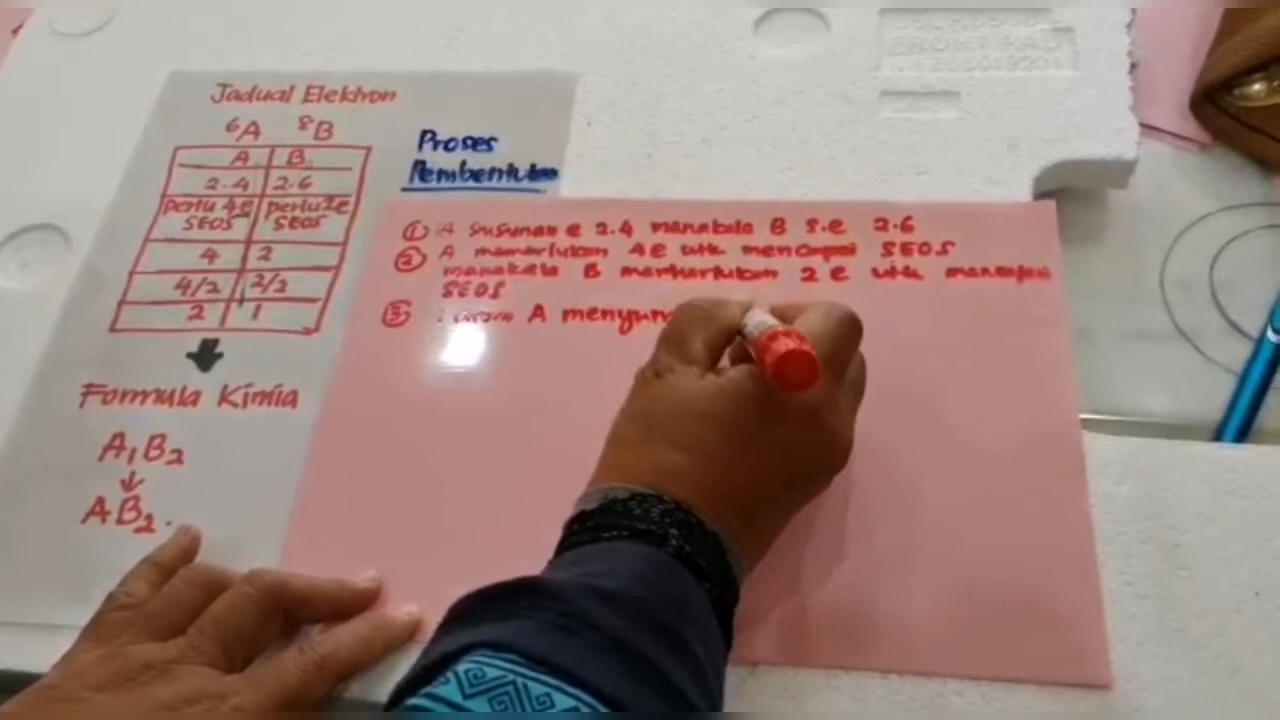 Jadual Elektron
⁶A ⁸B
A B
2.4 2.6
perlu 4e perlu 2e
SEOS SEOS
4 2
4/2 2/2
2 1
Formula Kimia
A₁B₂
↓
AB₂.
Proses
Pembentukan
① A susunan e 2.4 manakala B s.e 2.6
② A memerlukan 4e utk mencapai SEOS
manakala B memerlukan 2e utk mencapai
SEOS
③ A menyum